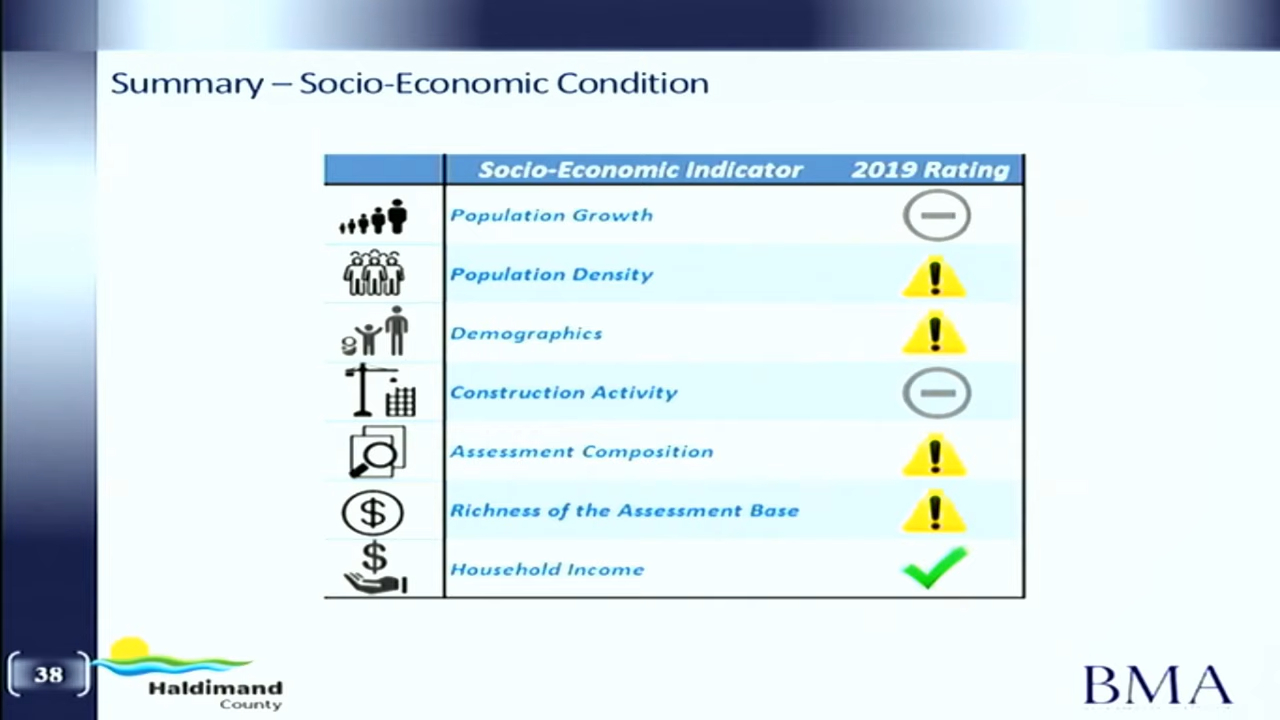 Summary – Socio-Economic Condition
Socio-Economic Indicator 2019 Rating
Population Growth
Population Density
Demographics
Construction Activity
Assessment Composition
Richness of the Assessment Base
$
Household Income
$
38
Haldimand
County
BMA